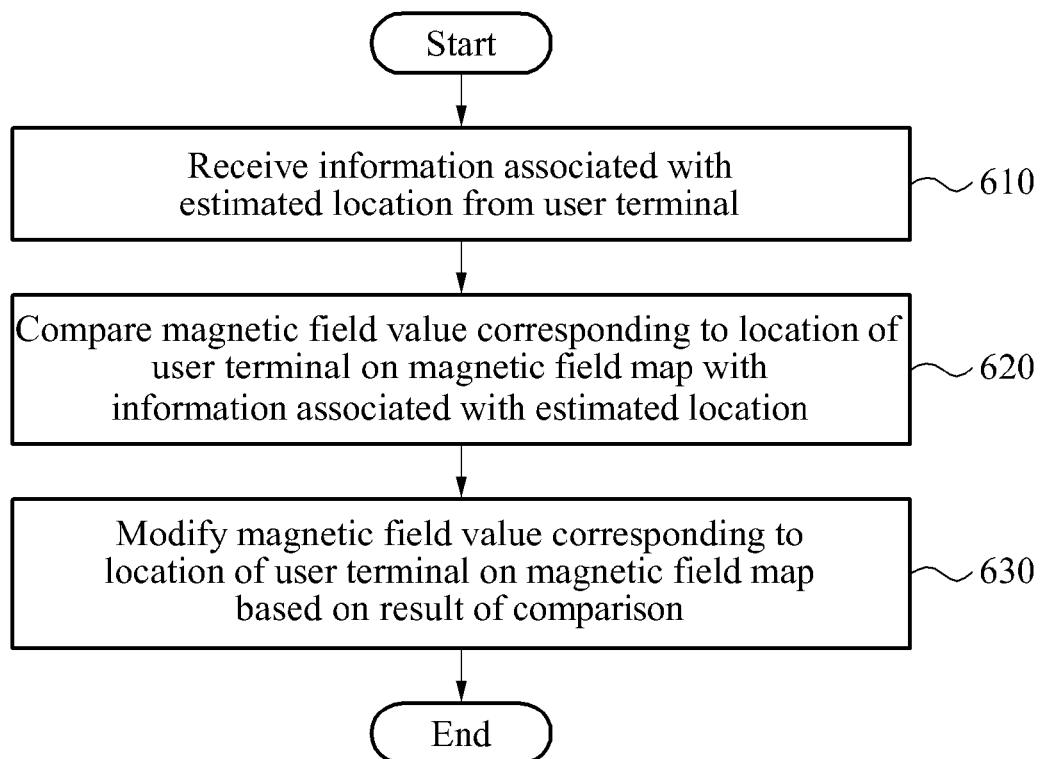 Start
Receive information associated with
estimated location from user terminal
610
Compare magnetic field value corresponding to location of
user terminal on magnetic field map with
information associated with estimated location
620
Modify magnetic field value corresponding to
location of user terminal on magnetic field map
based on result of comparison
630
End